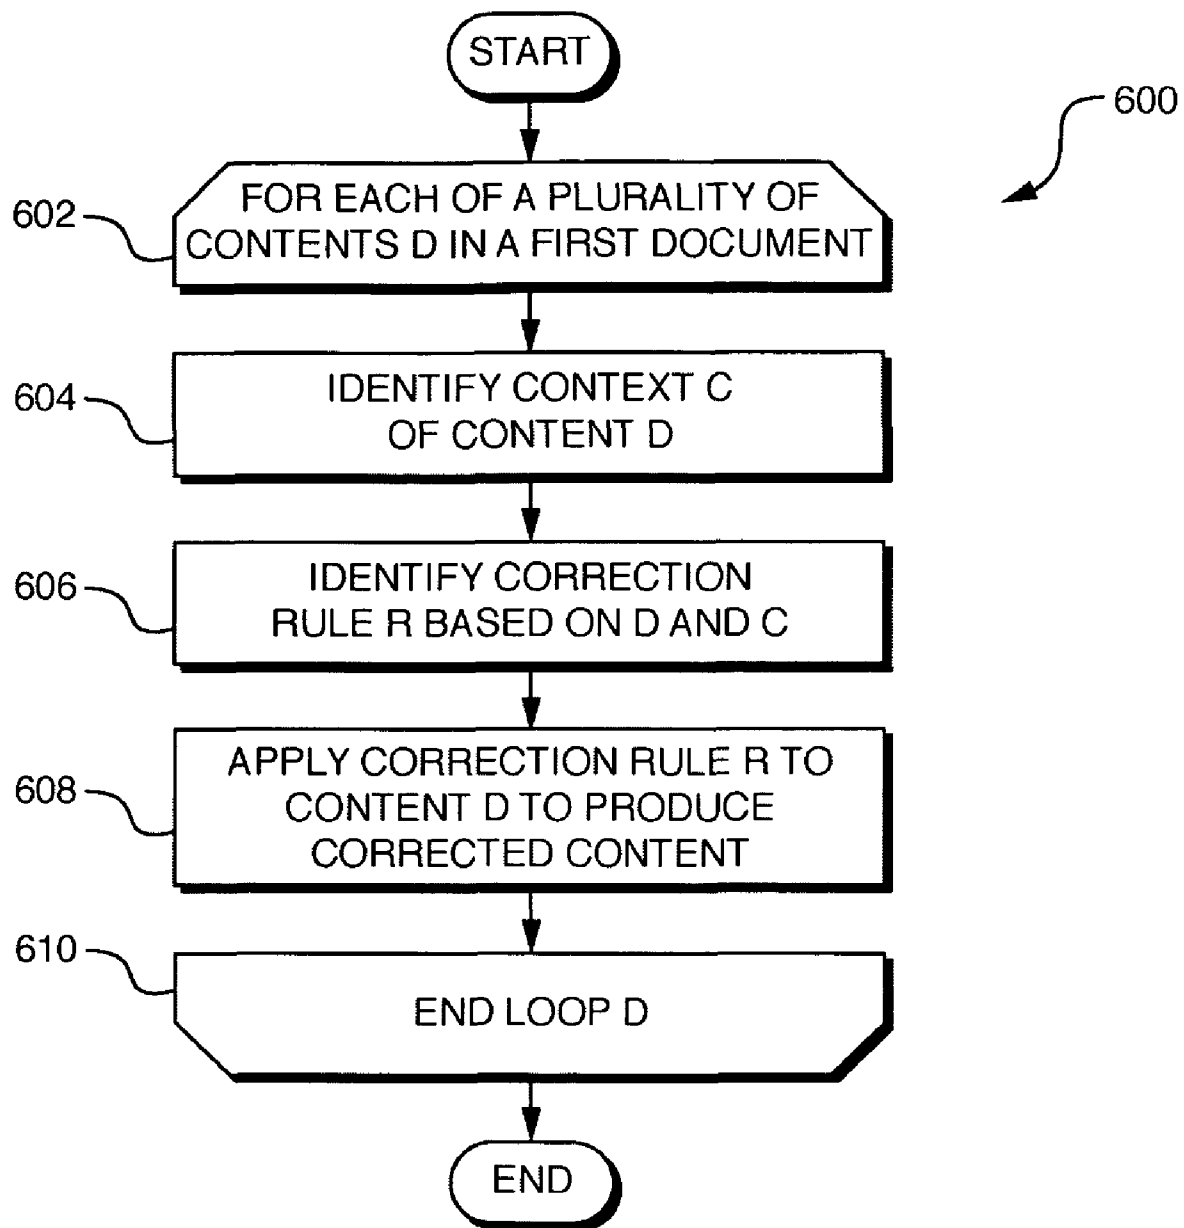 START
600
602
FOR EACH OF A PLURALITY OF
CONTENTS D IN A FIRST DOCUMENT
604
IDENTIFY CONTEXT C
OF CONTENT D
606
IDENTIFY CORRECTION
RULE R BASED ON D AND C
608
APPLY CORRECTION RULE R TO
CONTENT D TO PRODUCE
CORRECTED CONTENT
610
END LOOP D
END